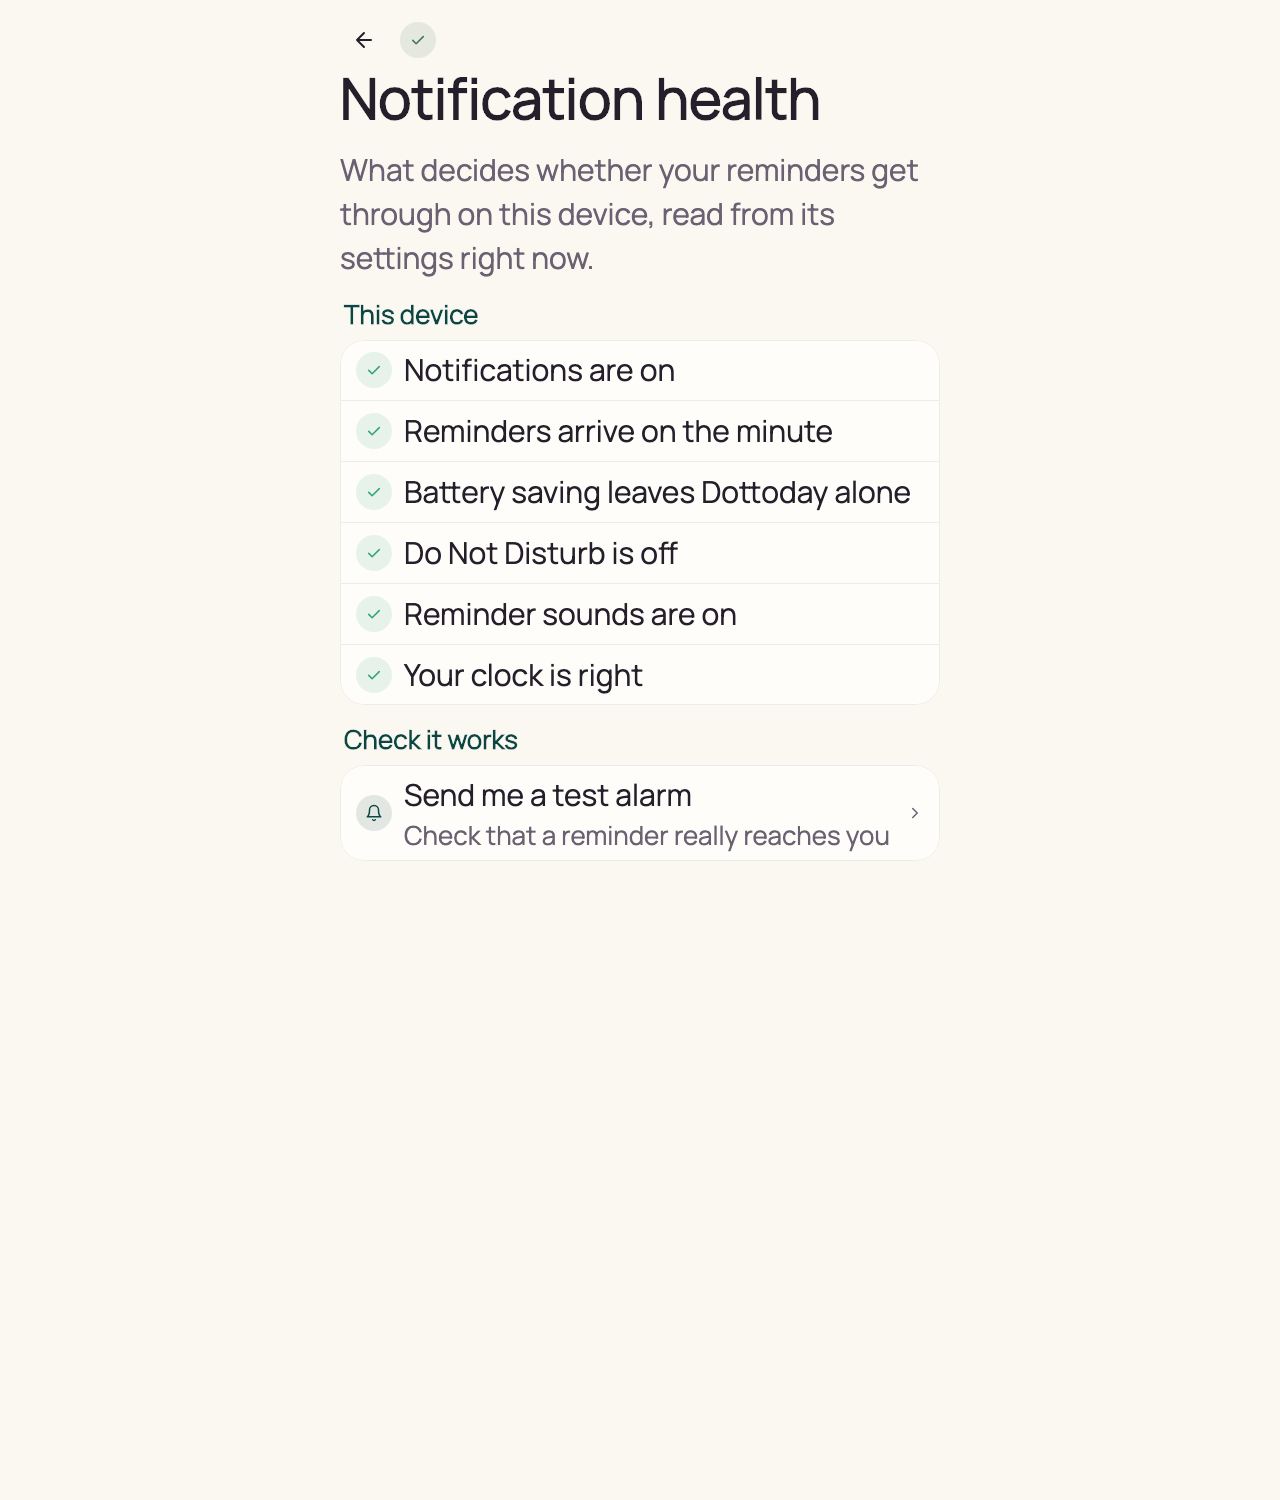 Notification health
What decides whether your reminders get
through on this device, read from its
settings right now.
This device
Notifications are on
Reminders arrive on the minute
Battery saving leaves Dottoday alone
Do Not Disturb is off
Reminder sounds are on
Your clock is right
Check it works
Send me a test alarm
Check that a reminder really reaches you